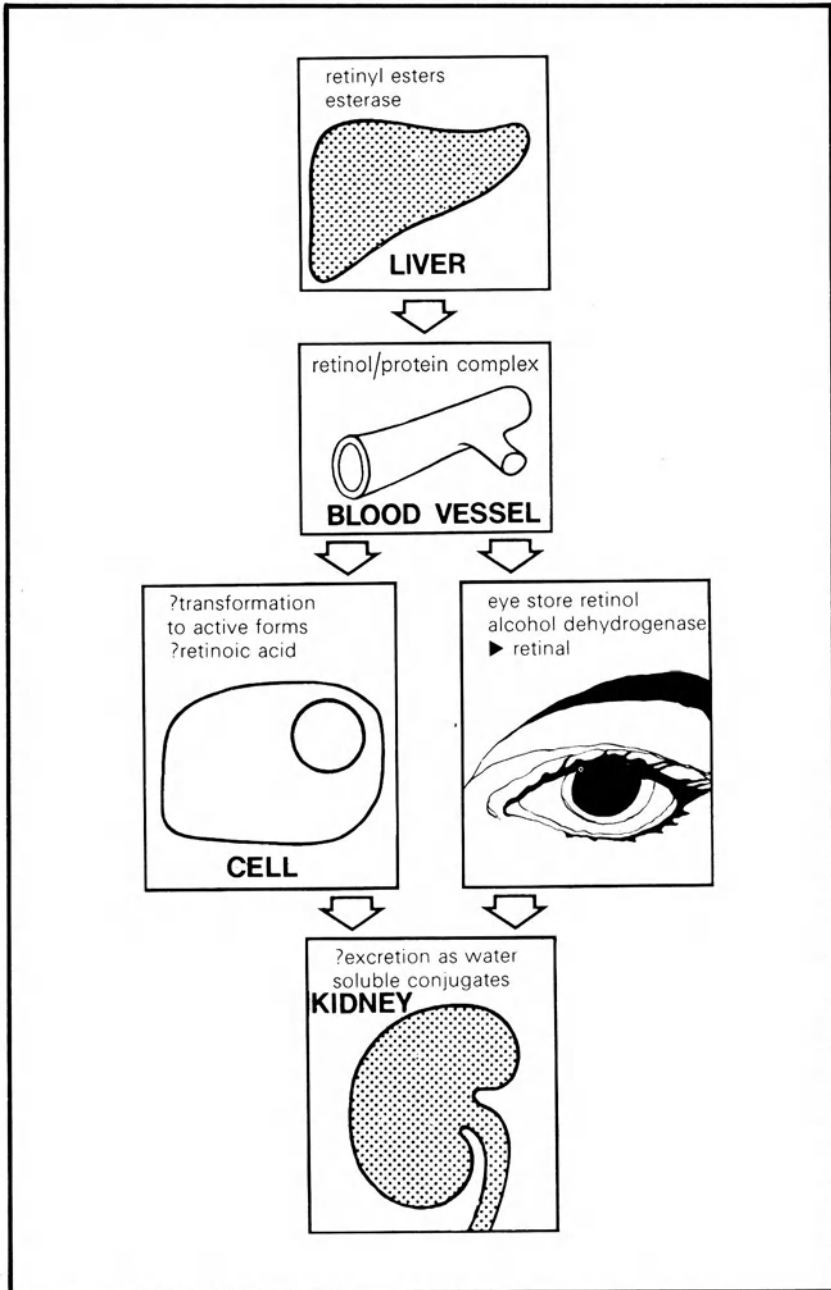 retinyl esters
esterase
LIVER
retinol/protein complex
BLOOD VESSEL
?transformation
to active forms
?retinoic acid
CELL
eye store retinol
alcohol dehydrogenase
▶ retinal
?excretion as water
soluble conjugates
KIDNEY